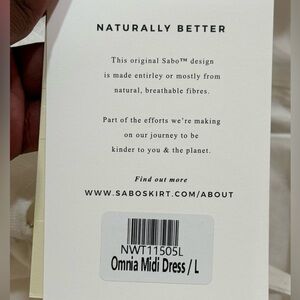 NATURALLY BETTER
This original Sabo™ design
is made entirley or mostly from
natural, breathable fibres.
Part of the efforts we're making
on our journey to be
kinder to you & the planet.
Find out more
WWW.SABOSKIRT.COM/ABOUT
NWT11505L
Omnia Midi Dress / L